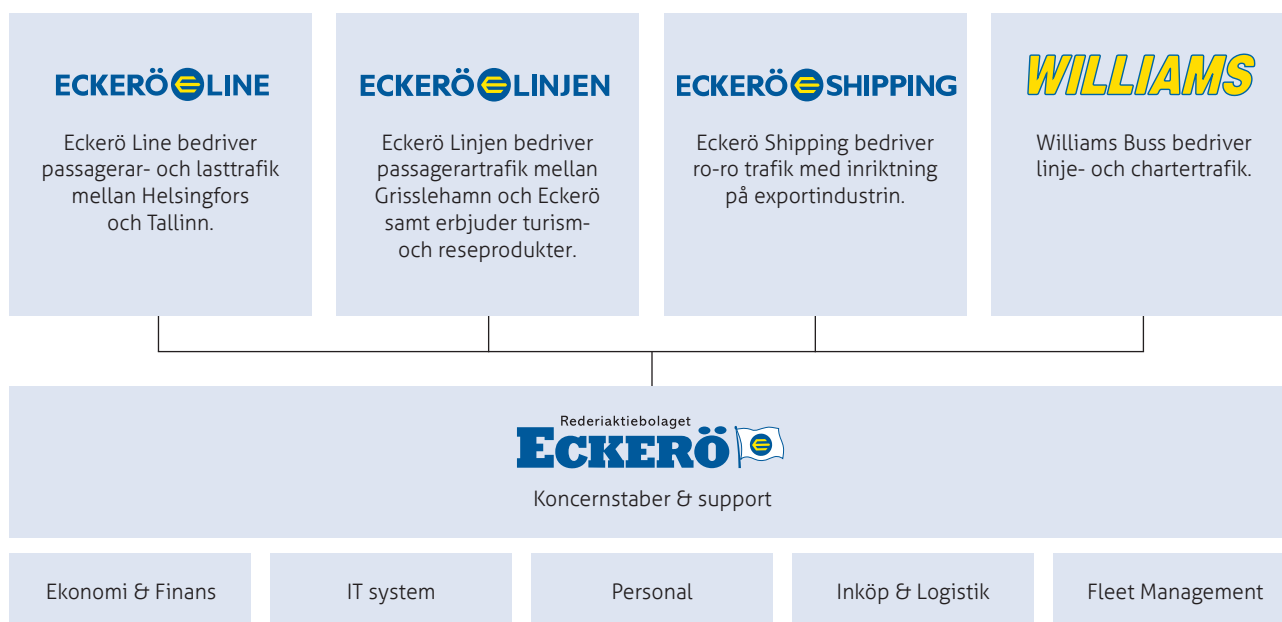 ECKERÖ LINE
Eckerö Line bedriver
passagerar- och lasttrafik
mellan Helsingfors
och Tallinn.
ECKERÖ LINJEN
Eckerö Linjen bedriver
passagerartrafik mellan
Grisslehamn och Eckerö
samt erbjuder turism-
och reseprodukter.
ECKERÖ SHIPPING
Eckerö Shipping bedriver
ro-ro trafik med inriktning
på exportindustrin.
WILLIAMS
Williams Buss bedriver
linje- och chartertrafik.
Rederiaktiebolaget
ECKERÖ
Koncernstaber & support
Ekonomi & Finans
IT system
Personal
Inköp & Logistik
Fleet Management